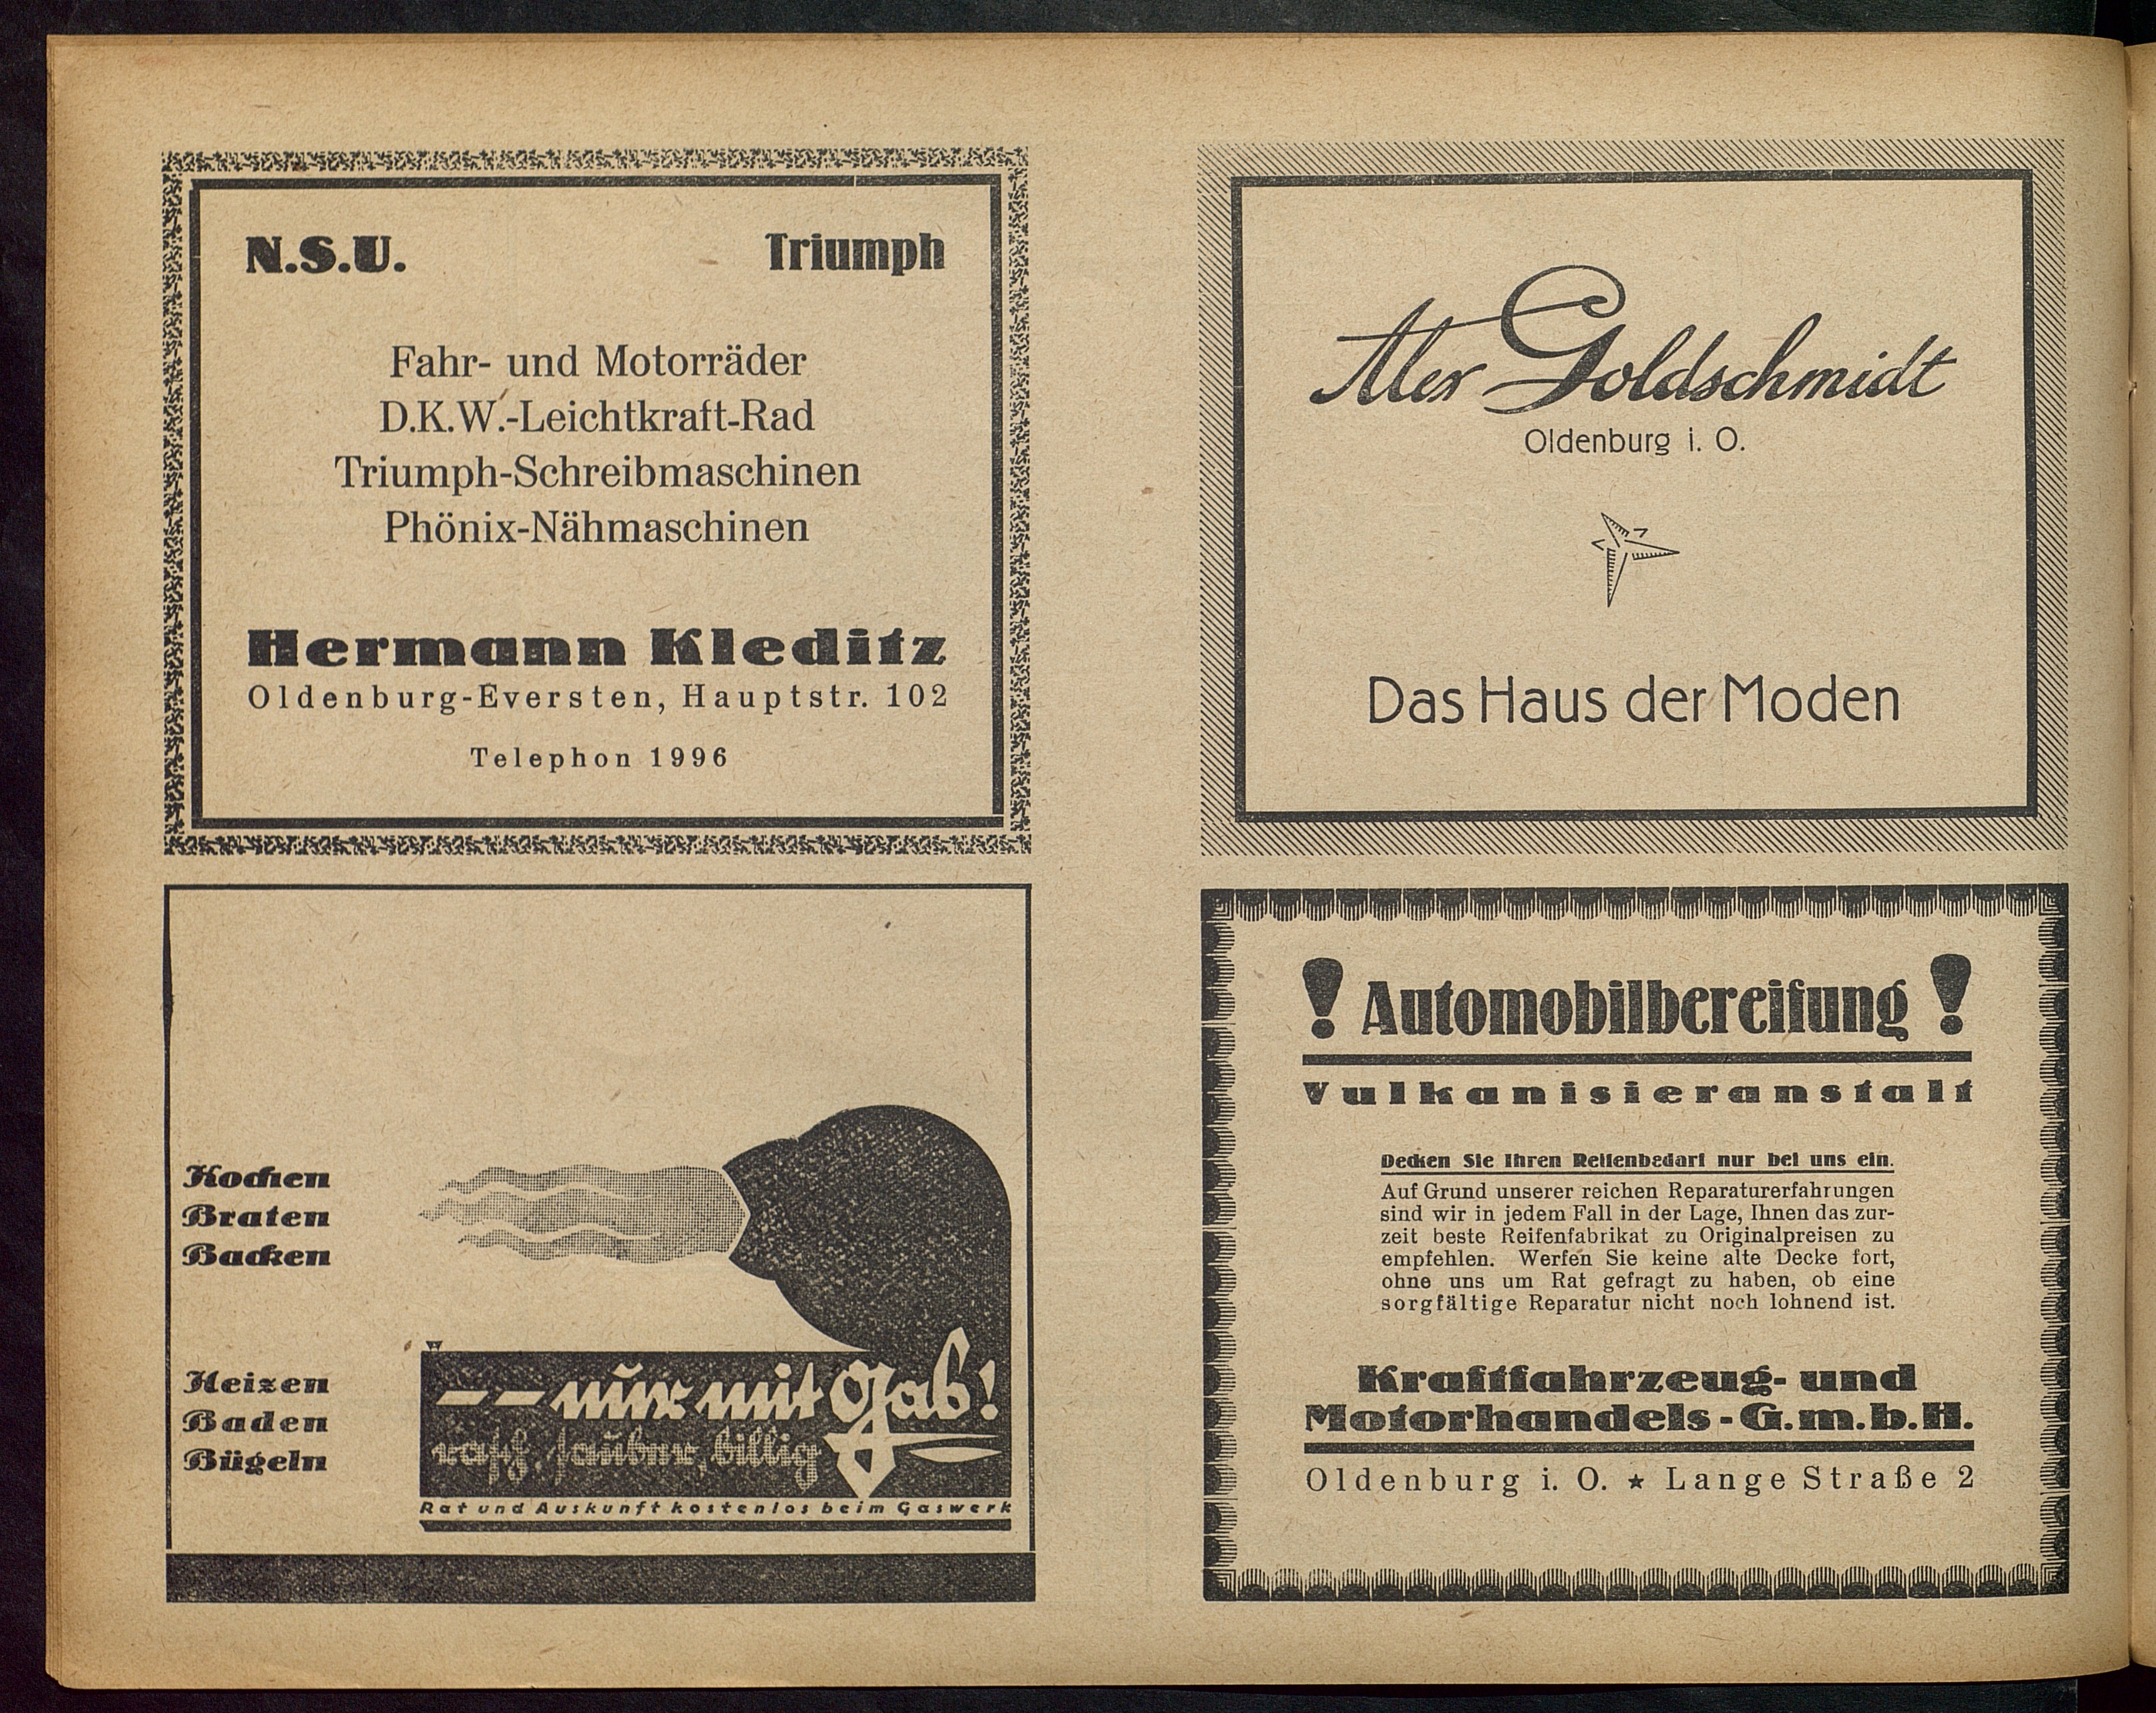 N.S.U. Triumph
Fahr- und Motorräder
D.K.W.-Leichtkraft-Rad
Triumph-Schreibmaschinen
Phönix-Nähmaschinen
Hermann Kleditz
Oldenburg-Eversten, Hauptstr. 102
Telephon 1996
Alex Goldschmidt
Oldenburg i. O.
Das Haus der Moden
Kochen
Braten
Backen
Heizen
Baden
Bügeln
-- nur mit Gas!
rasch, sauber, billig
Rat und Auskunft kostenlos beim Gaswerk
! Automobilbereifung !
Vulkanisieranstalt
Decken Sie Ihren Reifenbedarf nur bei uns ein.
Auf Grund unserer reichen Reparaturerfahrungen
sind wir in jedem Fall in der Lage, Ihnen das zur-
zeit beste Reifenfabrikat zu Originalpreisen zu
empfehlen. Werfen Sie keine alte Decke fort,
ohne uns um Rat gefragt zu haben, ob eine
sorgfältige Reparatur nicht noch lohnend ist.
Kraftfahrzeug- und
Motorhandels-G.m.b.H.
Oldenburg i. O. ★ Lange Straße 2